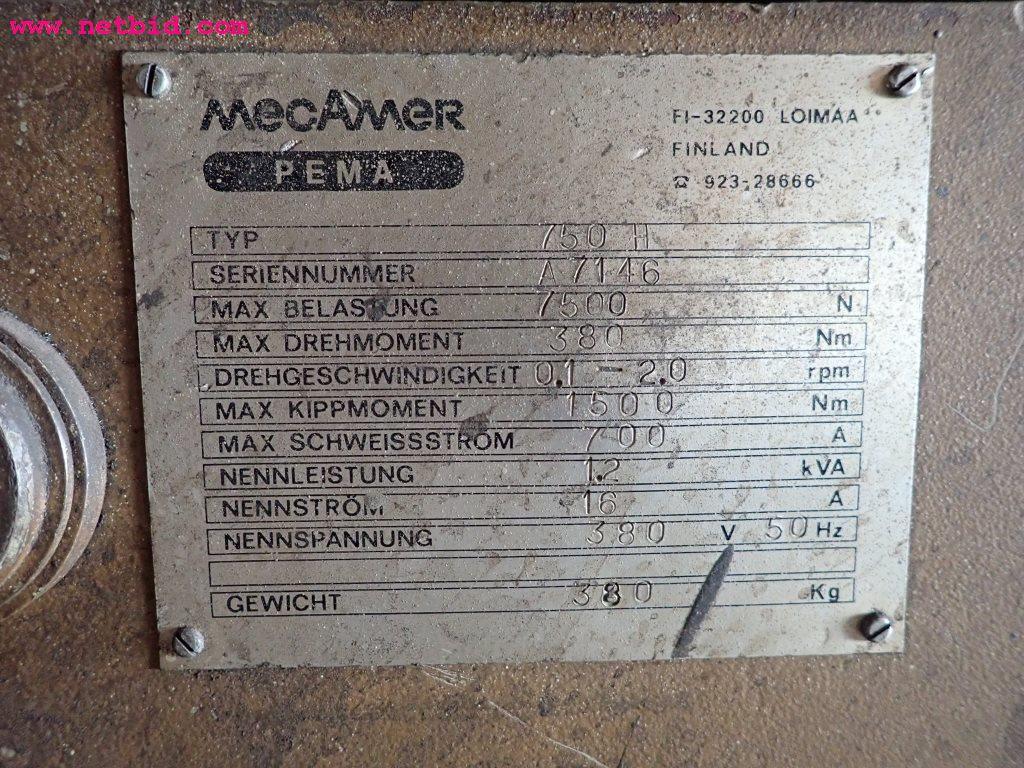 www.netbid.com
MECAMER
PEMA
FI-32200 LOIMAA
FINLAND
☎ 923-28666
TYP 750 H
SERIENNUMMER A7146
MAX BELASTUNG 7500 N
MAX DREHMOMENT 380 Nm
DREHGESCHWINDIGKEIT 0.1 - 2.0 rpm
MAX KIPPMOMENT 1500 Nm
MAX SCHWEISSSTROM 700 A
NENNLEISTUNG 1.2 kVA
NENNSTROM 16 A
NENNSPANNUNG 380 V 50 Hz
GEWICHT 380 Kg